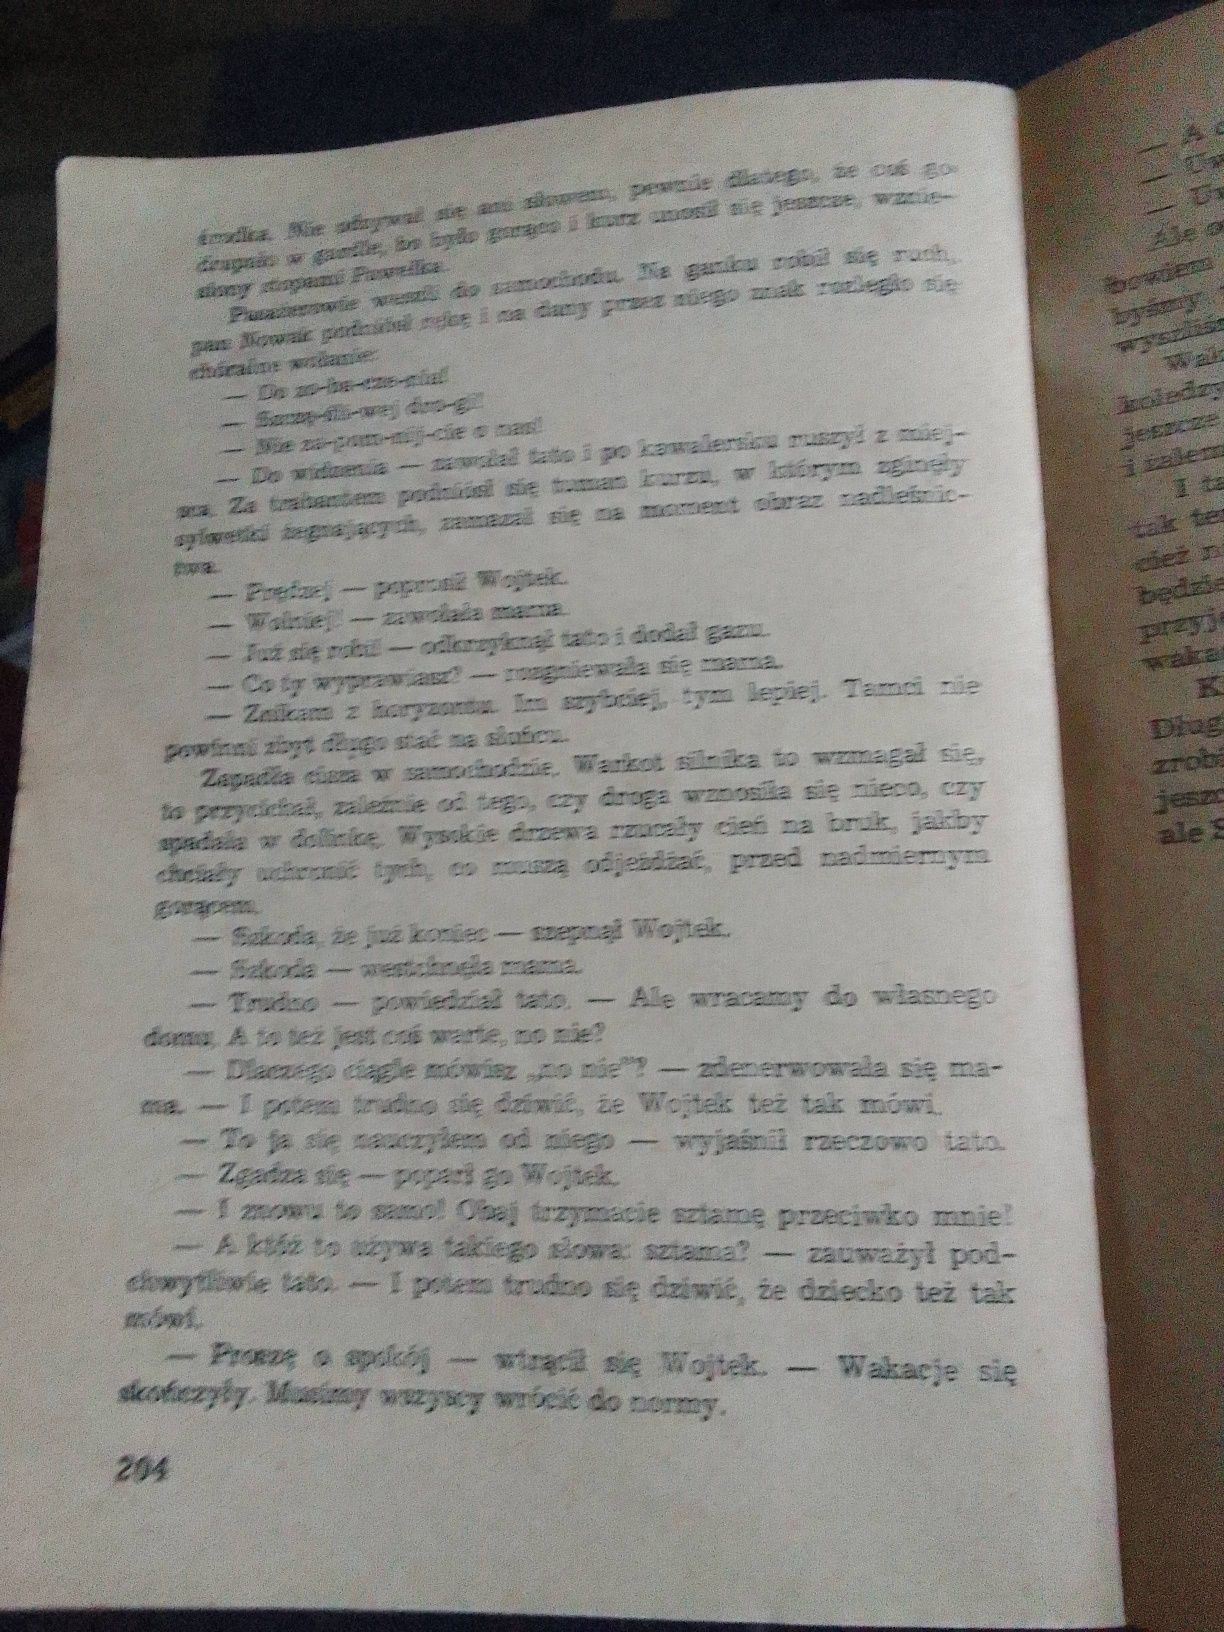 środka. Nie odzywał się ani słowem, pewnie dlatego, że coś go
drapało w gardle, bo było gorąco i kurz unosił się jeszcze, wznie-
siony stopami Pawełka.
Pasażerowie weszli do samochodu. Na ganku robił się ruch,
pan Nowak podniósł rękę i na dany przez niego znak rozległo się
chóralne wołanie:
— Do zo-ba-cze-nia!
— Szczę-śli-wej dro-gi!
— Nie za-pom-nij-cie o nas!
— Do widzenia — zawołał tato i po kawalersku ruszył z miej-
sca. Za trabantem podniósł się tuman kurzu, w którym zginęły
sylwetki żegnających, zamazał się na moment obraz nadleśnic-
twa.
— Prędzej — poprosił Wojtek.
— Wolniej! — zawołała mama.
— Już się robi! — odkrzyknął tato i dodał gazu.
— Co ty wyprawiasz? — rozgniewała się mama.
— Znikam z horyzontu. Im szybciej, tym lepiej. Tamci nie
powinni zbyt długo stać na słońcu.
Zapadła cisza w samochodzie. Warkot silnika to wzmagał się,
to przycichał, zależnie od tego, czy droga wznosiła się nieco, czy
spadała w dolinkę. Wysokie drzewa rzucały cień na bruk, jakby
chciały uchronić tych, co muszą odjeżdżać, przed nadmiernym
gorącem.
— Szkoda, że już koniec — szepnął Wojtek.
— Szkoda — westchnęła mama.
— Trudno — powiedział tato. — Ale wracamy do własnego
domu. A to też jest coś warte, no nie?
— Dlaczego ciągle mówisz „no nie”? — zdenerwowała się ma-
ma. — I potem trudno się dziwić, że Wojtek też tak mówi.
— To ja się nauczyłem od niego — wyjaśnił rzeczowo tato.
— Zgadza się — poparł go Wojtek.
— I znowu to samo! Obaj trzymacie sztamę przeciwko mnie!
— A któż to używa takiego słowa: sztama? — zauważył pod-
chwytliwie tato. — I potem trudno się dziwić, że dziecko też tak
mówi.
— Proszę o spokój — wtrącił się Wojtek. — Wakacje się
skończyły. Musimy wszyscy wrócić do normy.
204